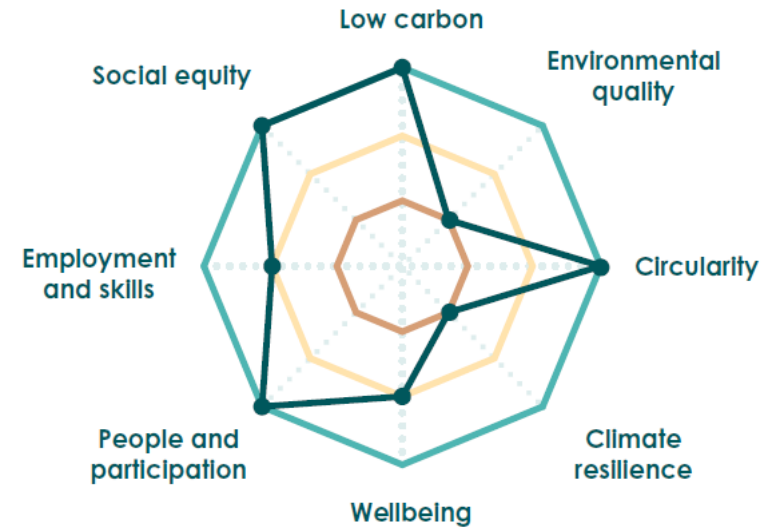 Low carbon
Environmental
quality
Social equity
Employment
and skills
Circularity
People and
participation
Climate
resilience
Wellbeing